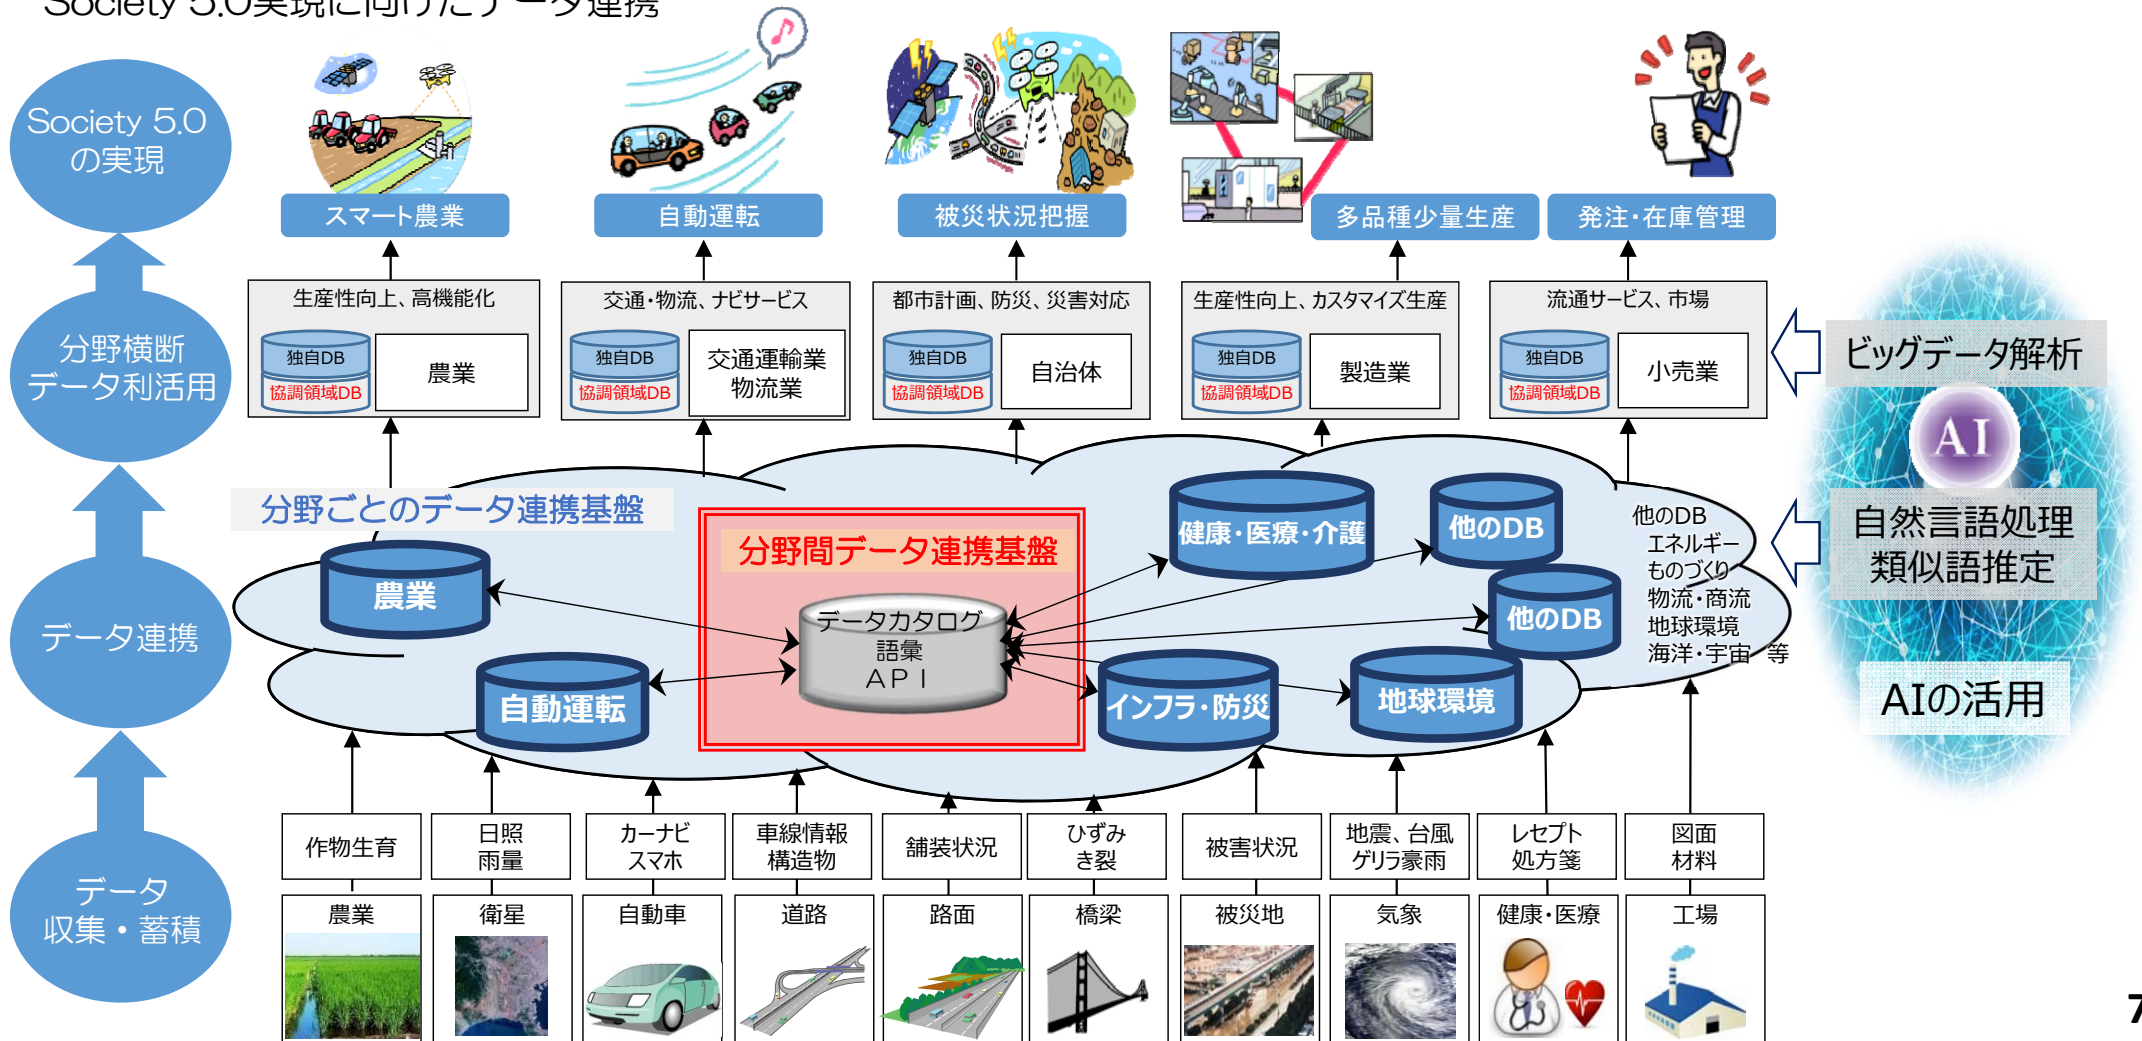 Society 5.0実現に向けたデータ連携
Society 5.0
の実現
スマート農業
自動運転
被災状況把握
多品種少量生産
発注・在庫管理
分野横断
データ利活用
生産性向上、高機能化
独自DB
協調領域DB
農業
交通・物流、ナビサービス
独自DB
協調領域DB
交通運輸業
物流業
都市計画、防災、災害対応
独自DB
協調領域DB
自治体
生産性向上、カスタマイズ生産
独自DB
協調領域DB
製造業
流通サービス、市場
独自DB
協調領域DB
小売業
ビッグデータ解析
AI
自然言語処理
類似語推定
AIの活用
データ連携
分野ごとのデータ連携基盤
分野間データ連携基盤
データカタログ
語彙
API
農業
自動運転
健康・医療・介護
他のDB
他のDB
インフラ・防災
地球環境
他のDB
エネルギー
ものづくり
物流・商流
地球環境
海洋・宇宙 等
データ
収集・蓄積
作物生育
日照
雨量
カーナビ
スマホ
車線情報
構造物
舗装状況
ひずみ
き裂
被害状況
地震、台風
ゲリラ豪雨
レセプト
処方箋
図面
材料
農業
衛星
自動車
道路
路面
橋梁
被災地
気象
健康・医療
工場
7